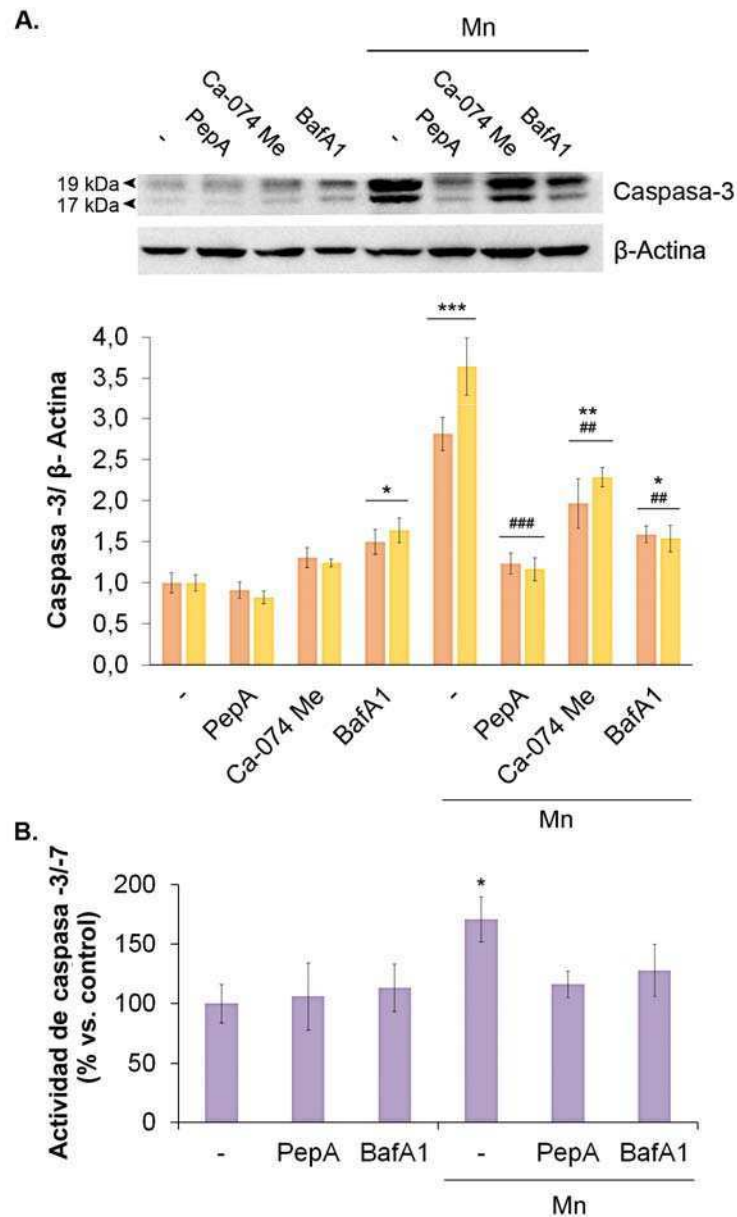 A.
Mn
- PepA Ca-074 Me BafA1 - PepA Ca-074 Me BafA1
19 kDa
17 kDa
Caspasa-3
β-Actina
***
**
##
*
*
##
###
4,0
3,5
3,0
2,5
2,0
1,5
1,0
0,5
0,0
Caspasa -3/ β- Actina
- PepA Ca-074 Me BafA1 - PepA Ca-074 Me BafA1
Mn
B.
Actividad de caspasa -3/-7
(% vs. control)
200
150
100
50
0
*
- PepA BafA1 - PepA BafA1
Mn